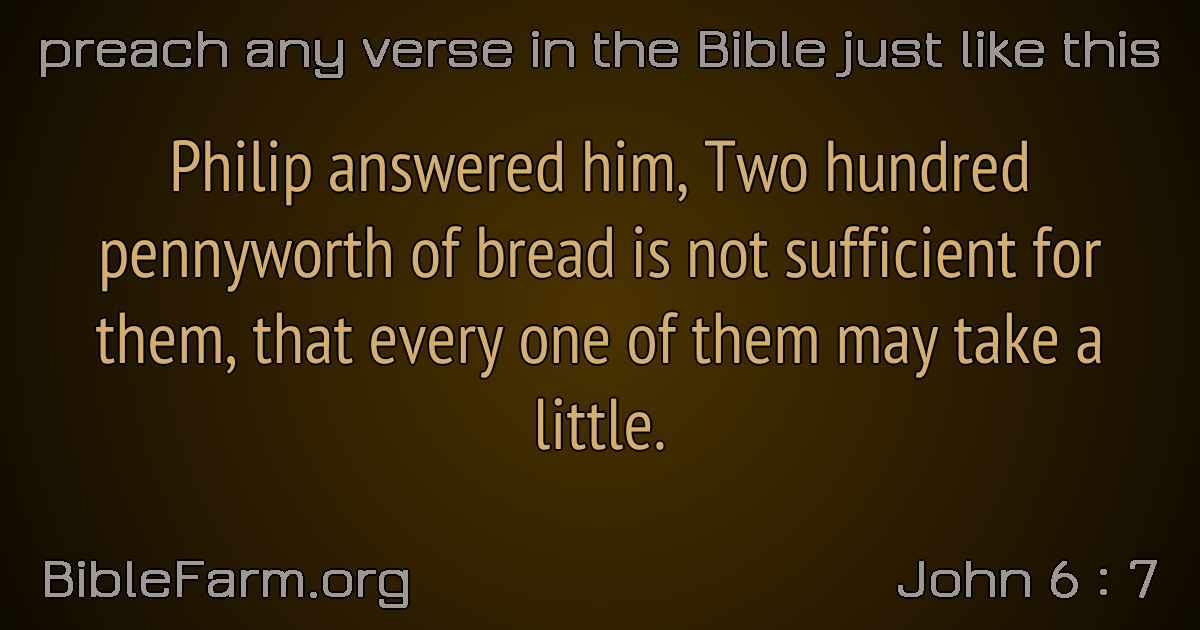 preach any verse in the Bible just like this
Philip answered him, Two hundred
pennyworth of bread is not sufficient for
them, that every one of them may take a
little.
BibleFarm.org
John 6 : 7